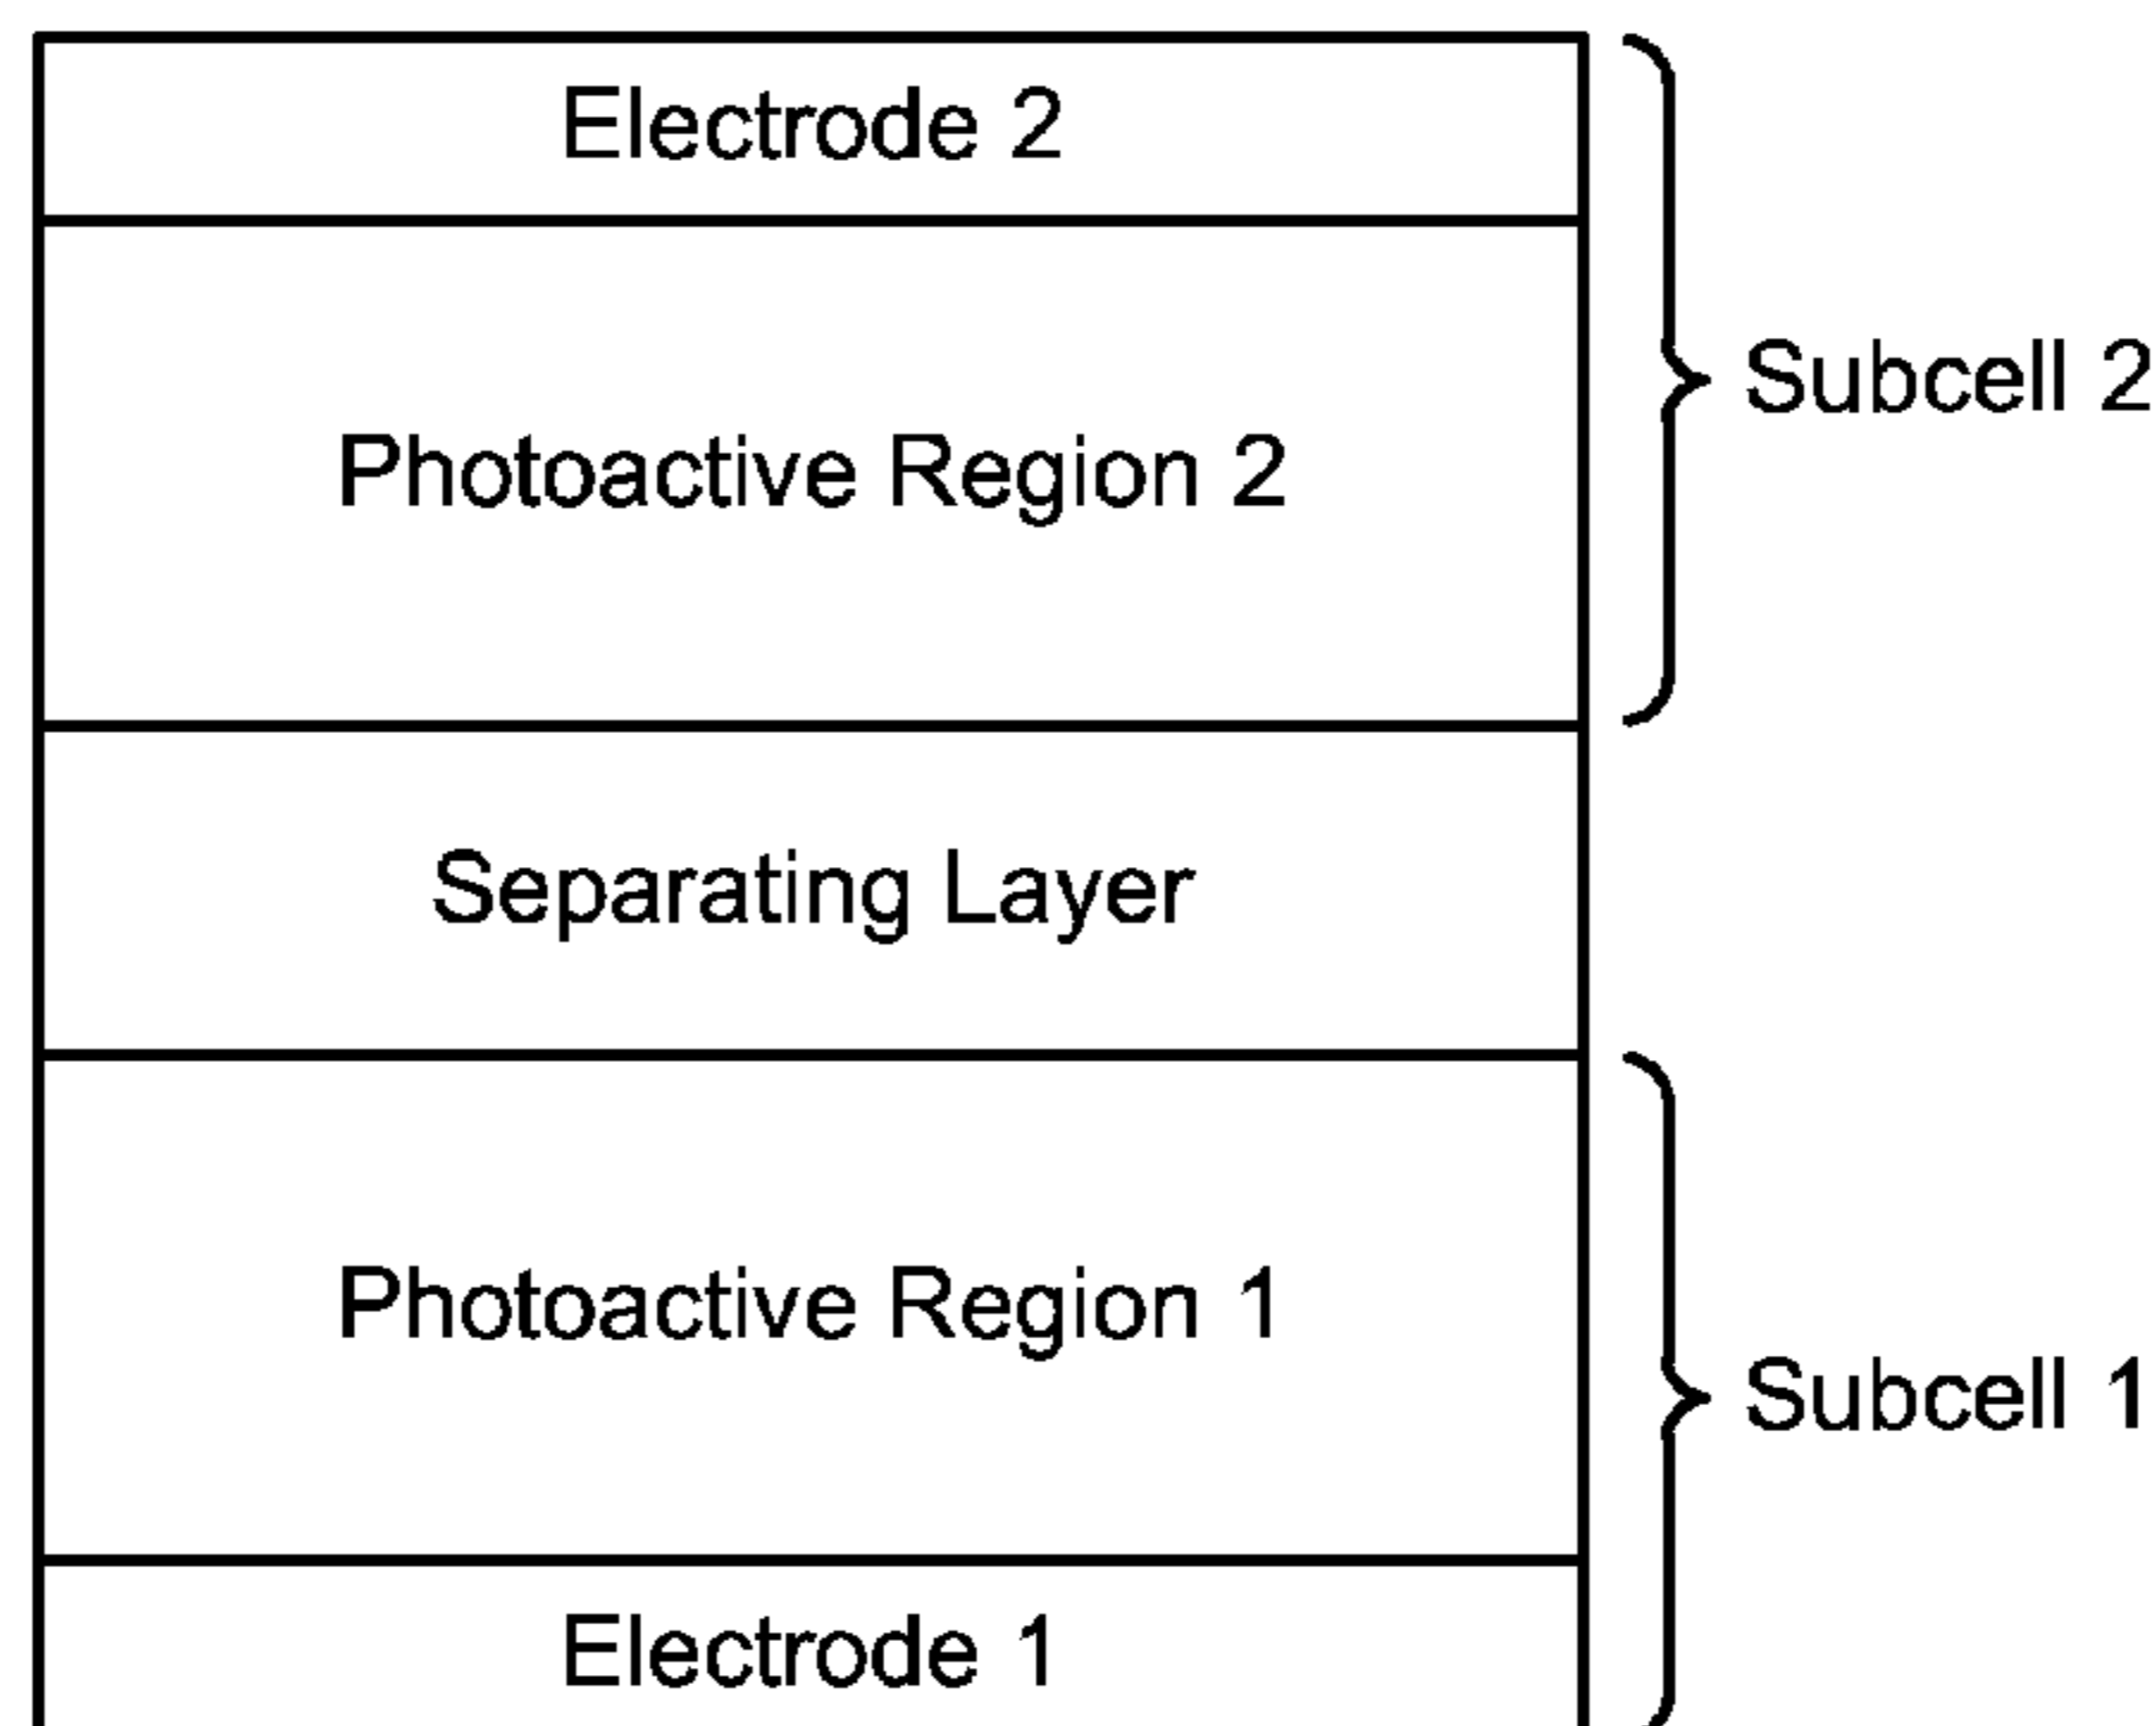 Electrode 2
Subcell 2
Photoactive Region 2
Separating Layer
Photoactive Region 1
Subcell 1
Electrode 1